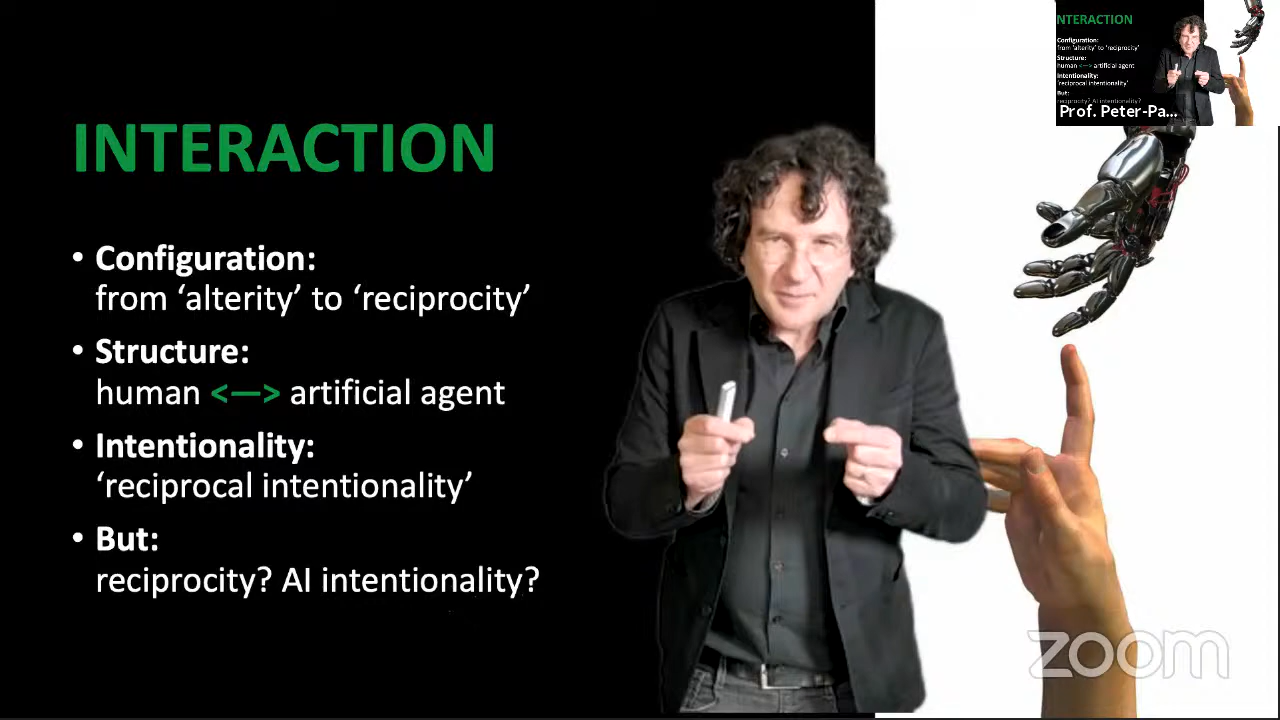 INTERACTION
• Configuration:
from ‘alterity’ to ‘reciprocity’
• Structure:
human <—> artificial agent
• Intentionality:
‘reciprocal intentionality’
• But:
reciprocity? AI intentionality?
NTERACTION
Configuration:
from ‘alterity’ to ‘reciprocity’
Structure:
human <—> artificial agent
Intentionality:
‘reciprocal intentionality’
But:
reciprocity? AI intentionality?
Prof. Peter-Pa...
zoom